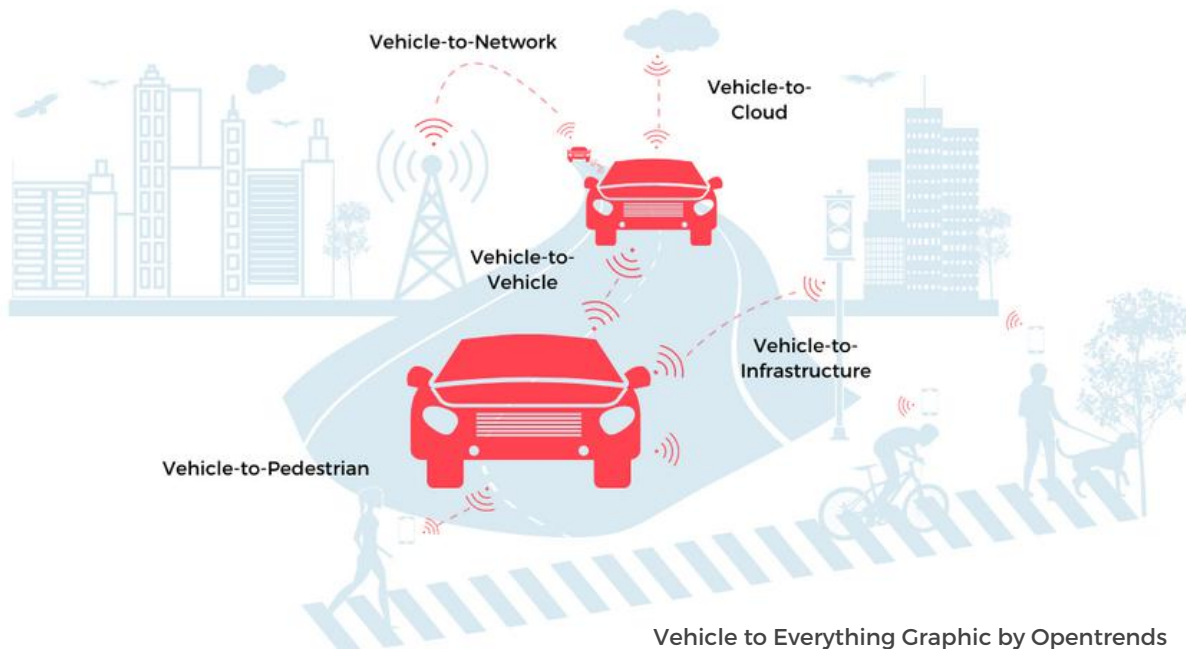 Vehicle-to-Network
Vehicle-to-
Cloud
Vehicle-to-
Vehicle
Vehicle-to-
Infrastructure
Vehicle-to-Pedestrian
Vehicle to Everything Graphic by Opentrends